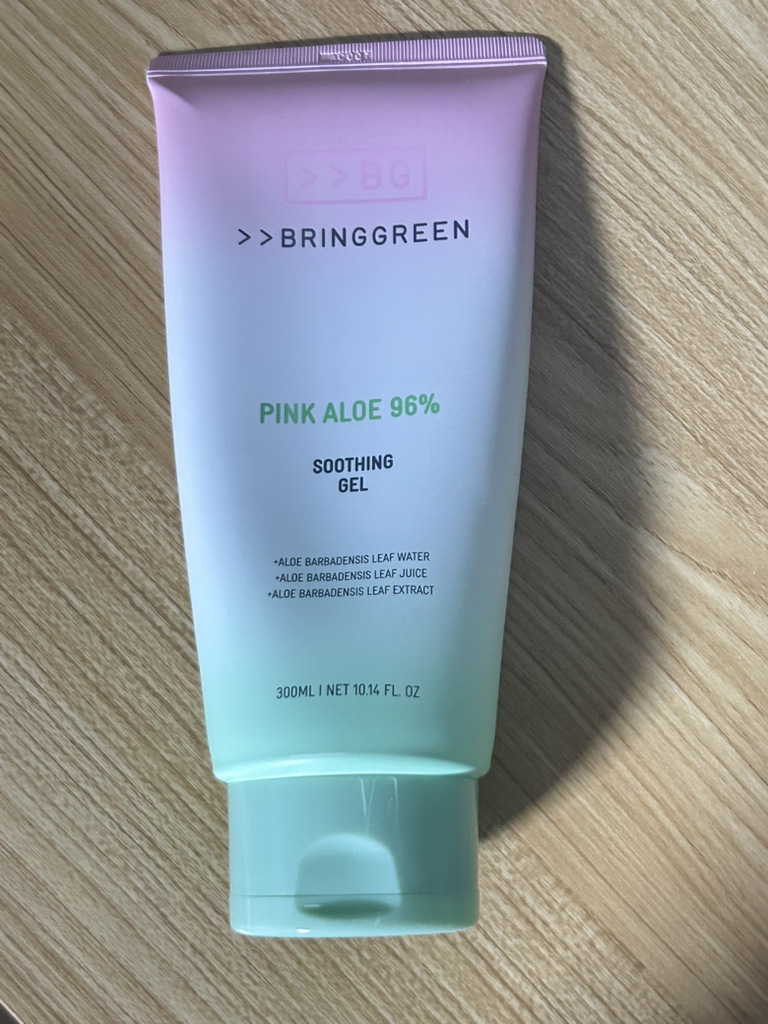 >>BG
>>BRINGGREEN
PINK ALOE 96%
SOOTHING
GEL
+ALOE BARBADENSIS LEAF WATER
+ALOE BARBADENSIS LEAF JUICE
+ALOE BARBADENSIS LEAF EXTRACT
300ML I NET 10.14 FL. OZ